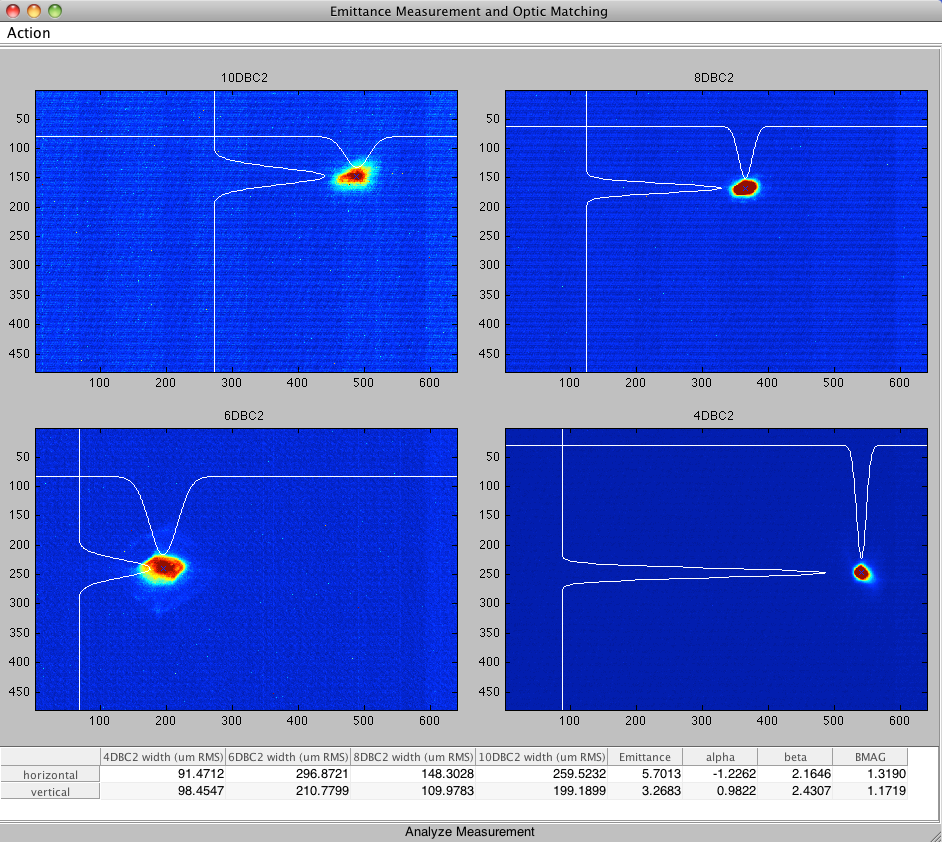 Emittance Measurement and Optic Matching
Action
10DBC2
8DBC2
50
100
150
200
250
300
350
400
450
100 200 300 400 500 600
50
100
150
200
250
300
350
400
450
100 200 300 400 500 600
6DBC2
4DBC2
50
100
150
200
250
300
350
400
450
100 200 300 400 500 600
50
100
150
200
250
300
350
400
450
100 200 300 400 500 600
4DBC2 width (um RMS) 6DBC2 width (um RMS) 8DBC2 width (um RMS) 10DBC2 width (um RMS) Emittance alpha beta BMAG
horizontal 91.4712 296.8721 148.3028 259.5232 5.7013 -1.2262 2.1646 1.3190
vertical 98.4547 210.7799 109.9783 199.1899 3.2683 0.9822 2.4307 1.1719
Analyze Measurement